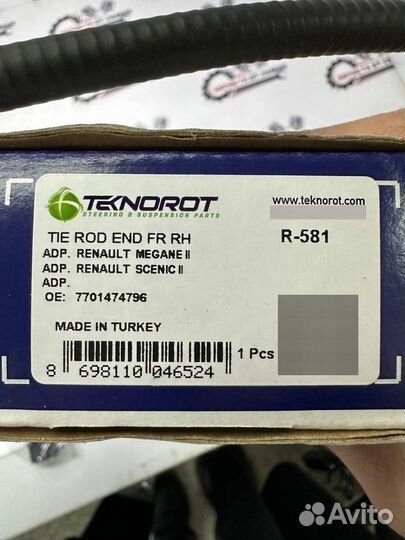 TEKNOROT
STEERING & SUSPENSION PARTS
www.teknorot.com
TIE ROD END FR RH
R-581
ADP. RENAULT MEGANE II
ADP. RENAULT SCENIC II
ADP.
OE: 7701474796
MADE IN TURKEY
1 Pcs
8 698110 046524
Avito